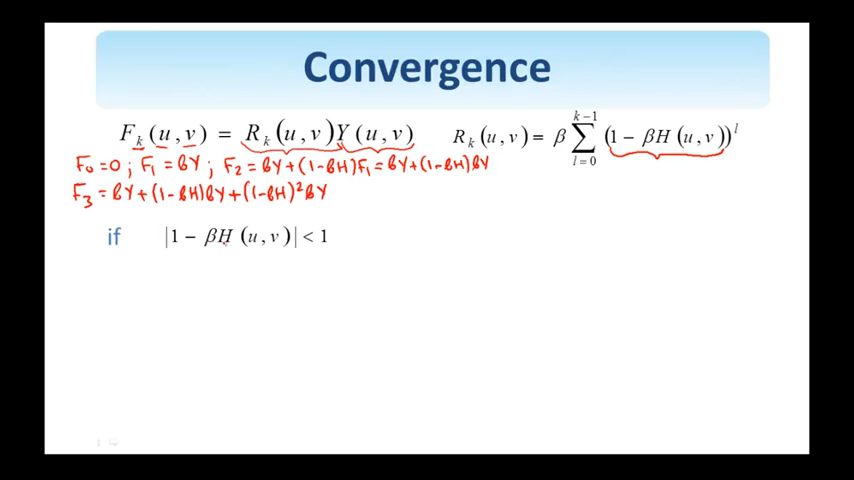 Convergence
F_k (u, v) = R_k (u, v) Y (u, v)    R_k (u, v) = β ∑_{l=0}^{k−1} (1 − βH (u, v))^l
F₀=0 ; F₁=βY ; F₂=βY+(1-βH)F₁=βY+(1-βH)βY
F₃=βY+(1-βH)βY+(1-βH)²βY
if |1 − βH (u, v)| < 1